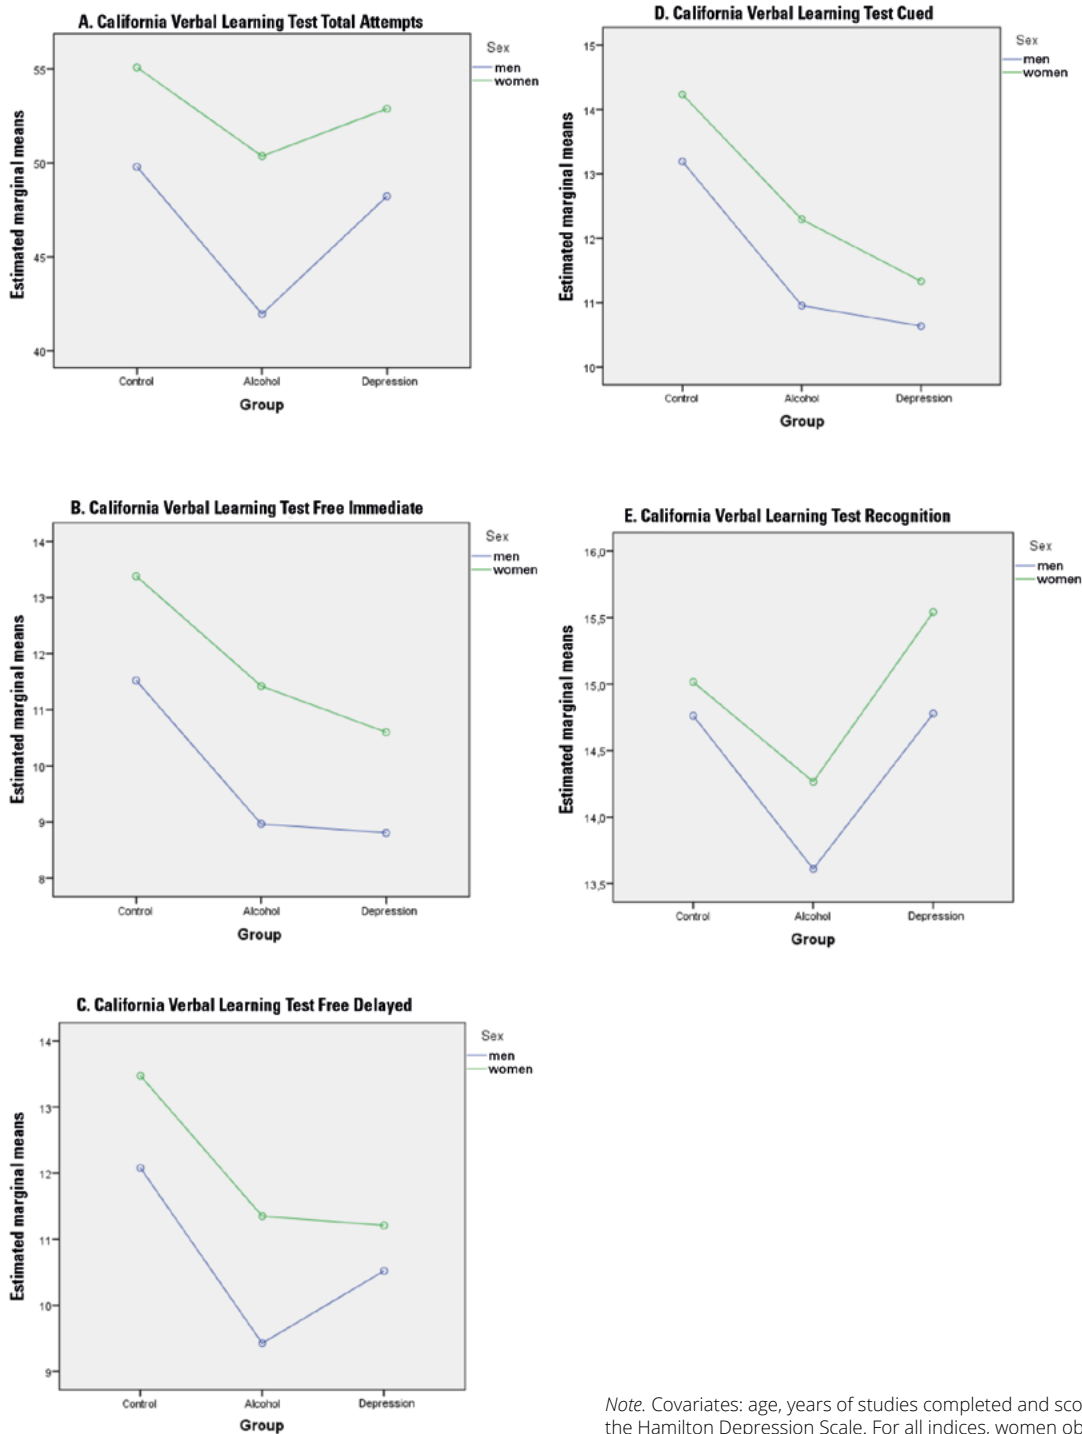 A. California Verbal Learning Test Total Attempts
Estimated marginal means
55
50
45
40
Control Alcohol Depression
Group
Sex
men
women
B. California Verbal Learning Test Free Immediate
Estimated marginal means
14
13
12
11
10
9
8
Control Alcohol Depression
Group
Sex
men
women
C. California Verbal Learning Test Free Delayed
Estimated marginal means
14
13
12
11
10
9
Control Alcohol Depression
Group
Sex
men
women
D. California Verbal Learning Test Cued
Estimated marginal means
15
14
13
12
11
10
Control Alcohol Depression
Group
Sex
men
women
E. California Verbal Learning Test Recognition
Estimated marginal means
16,0
15,5
15,0
14,5
14,0
13,5
Control Alcohol Depression
Group
Sex
men
women
Note. Covariates: age, years of studies completed and sco
the Hamilton Depression Scale. For all indices, women ob